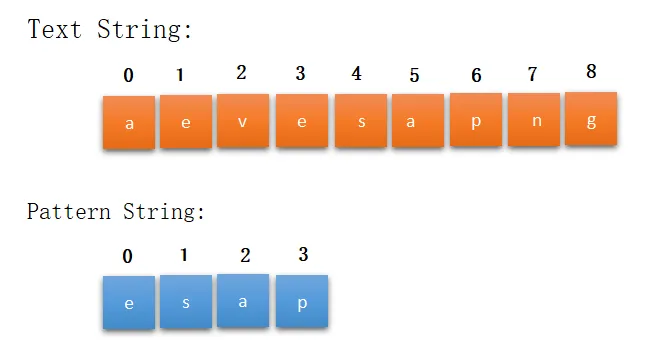 Text String:
0 1 2 3 4 5 6 7 8
a e v e s a p n g
Pattern String:
0 1 2 3
e s a p